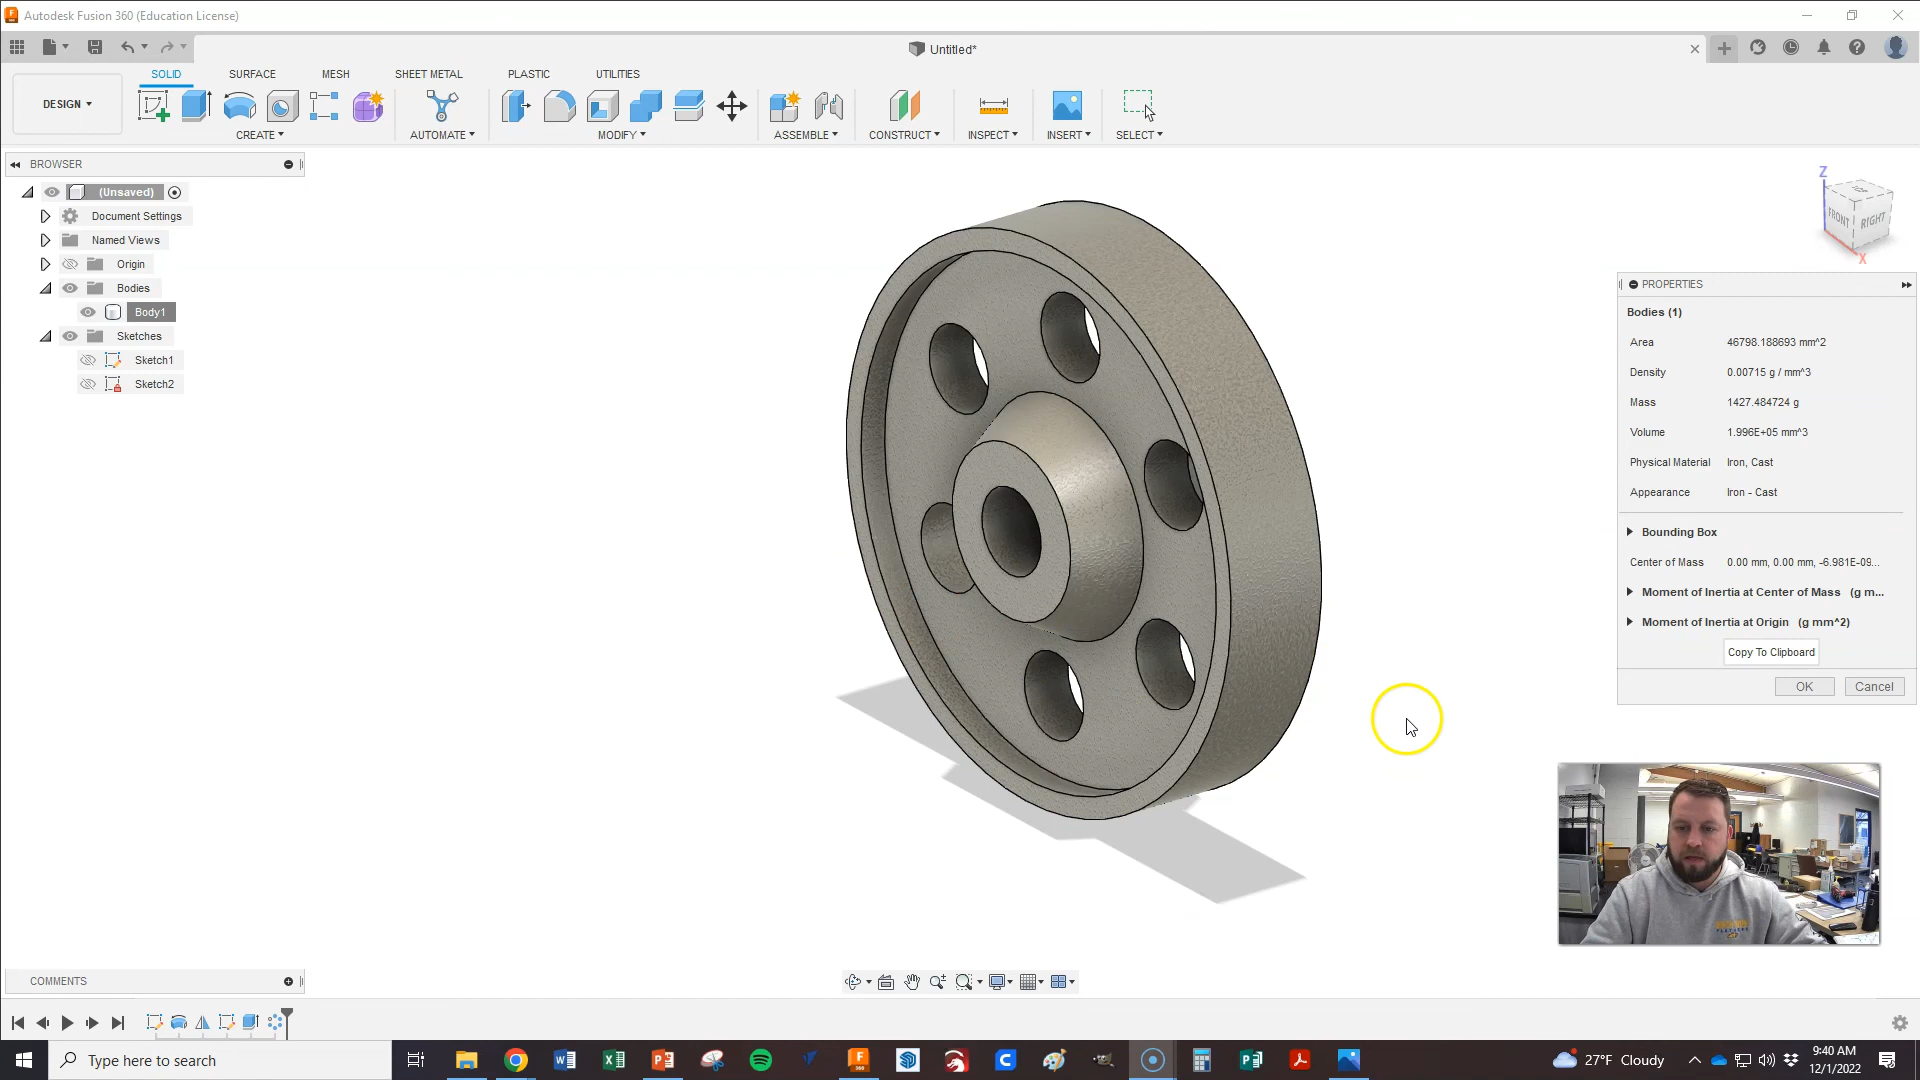 Autodesk Fusion 360 (Education License)
Untitled*
SOLID SURFACE MESH SHEET METAL PLASTIC UTILITIES
DESIGN
CREATE AUTOMATE MODIFY ASSEMBLE CONSTRUCT INSPECT INSERT SELECT
BROWSER
(Unsaved)
Document Settings
Named Views
Origin
Bodies
Body1
Sketches
Sketch1
Sketch2
Z
TOP
FRONT
RIGHT
X
PROPERTIES
Bodies (1)
Area 46798.188693 mm^2
Density 0.00715 g / mm^3
Mass 1427.484724 g
Volume 1.996E+05 mm^3
Physical Material Iron, Cast
Appearance Iron - Cast
Bounding Box
Center of Mass 0.00 mm, 0.00 mm, -6.981E-09...
Moment of Inertia at Center of Mass (g m...
Moment of Inertia at Origin (g mm^2)
Copy To Clipboard
OK Cancel
COMMENTS
Type here to search
27°F Cloudy
9:40 AM
12/1/2022